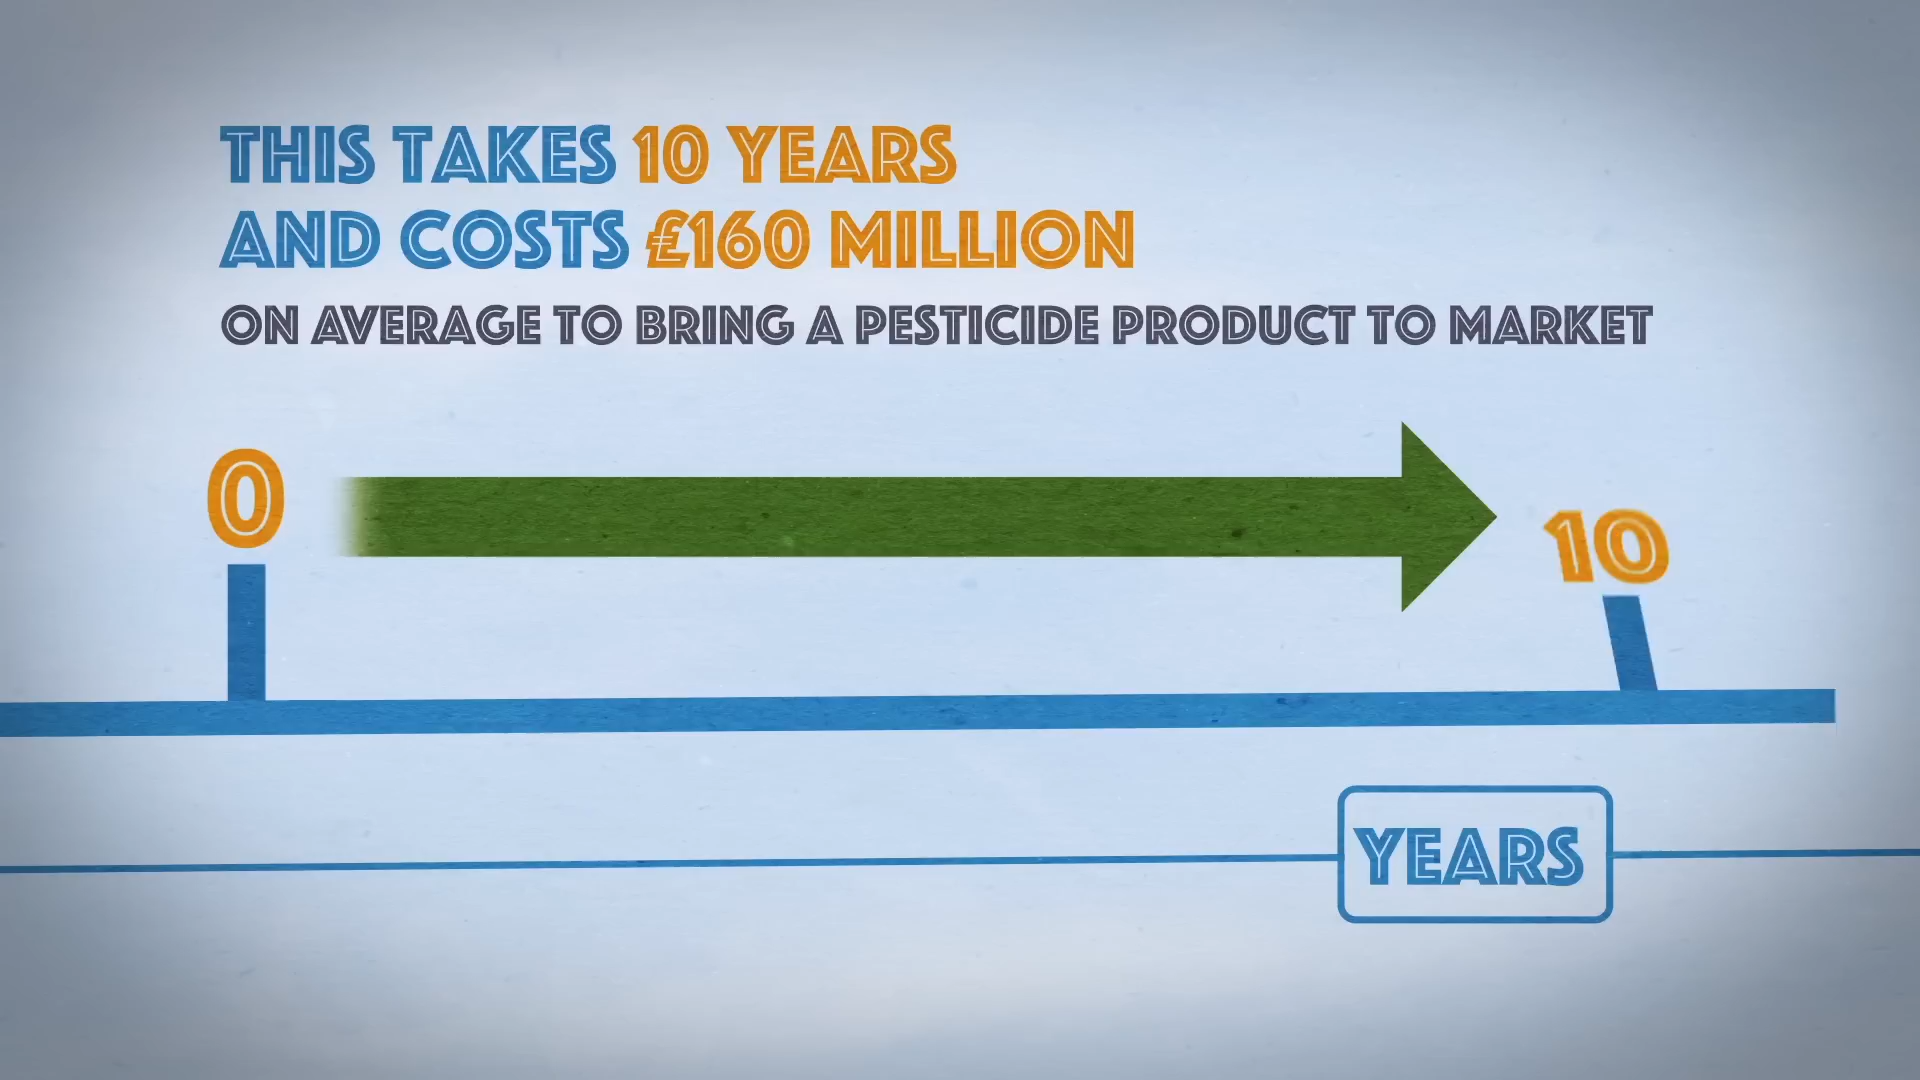 THIS TAKES 10 YEARS
AND COSTS £160 MILLION
ON AVERAGE TO BRING A PESTICIDE PRODUCT TO MARKET
0
10
YEARS